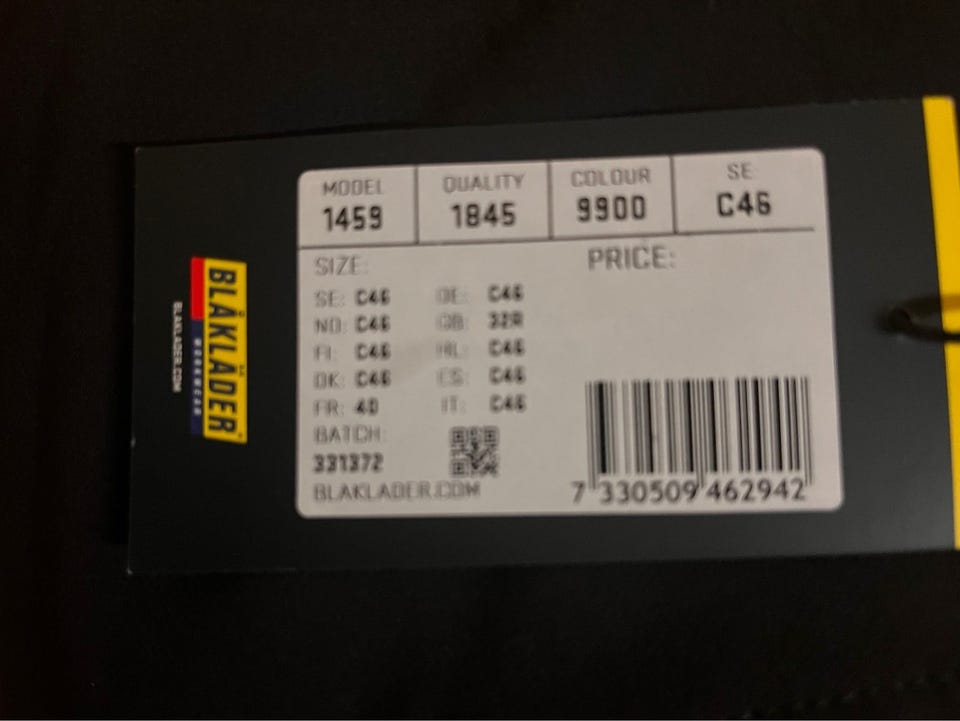 MODEL QUALITY COLOUR SE
1459 1845 9900 C46
SIZE: PRICE:
SE: C46 DE: C46
NO: C46 GB: 32R
FI: C46 NL: C46
DK: C46 ES: C46
FR: 40 IT: C46
BATCH:
331372
BLAKLADER.COM
7 330509 462942
BLÅKLÄDER®
WORKWEAR
BLAKLADER.COM